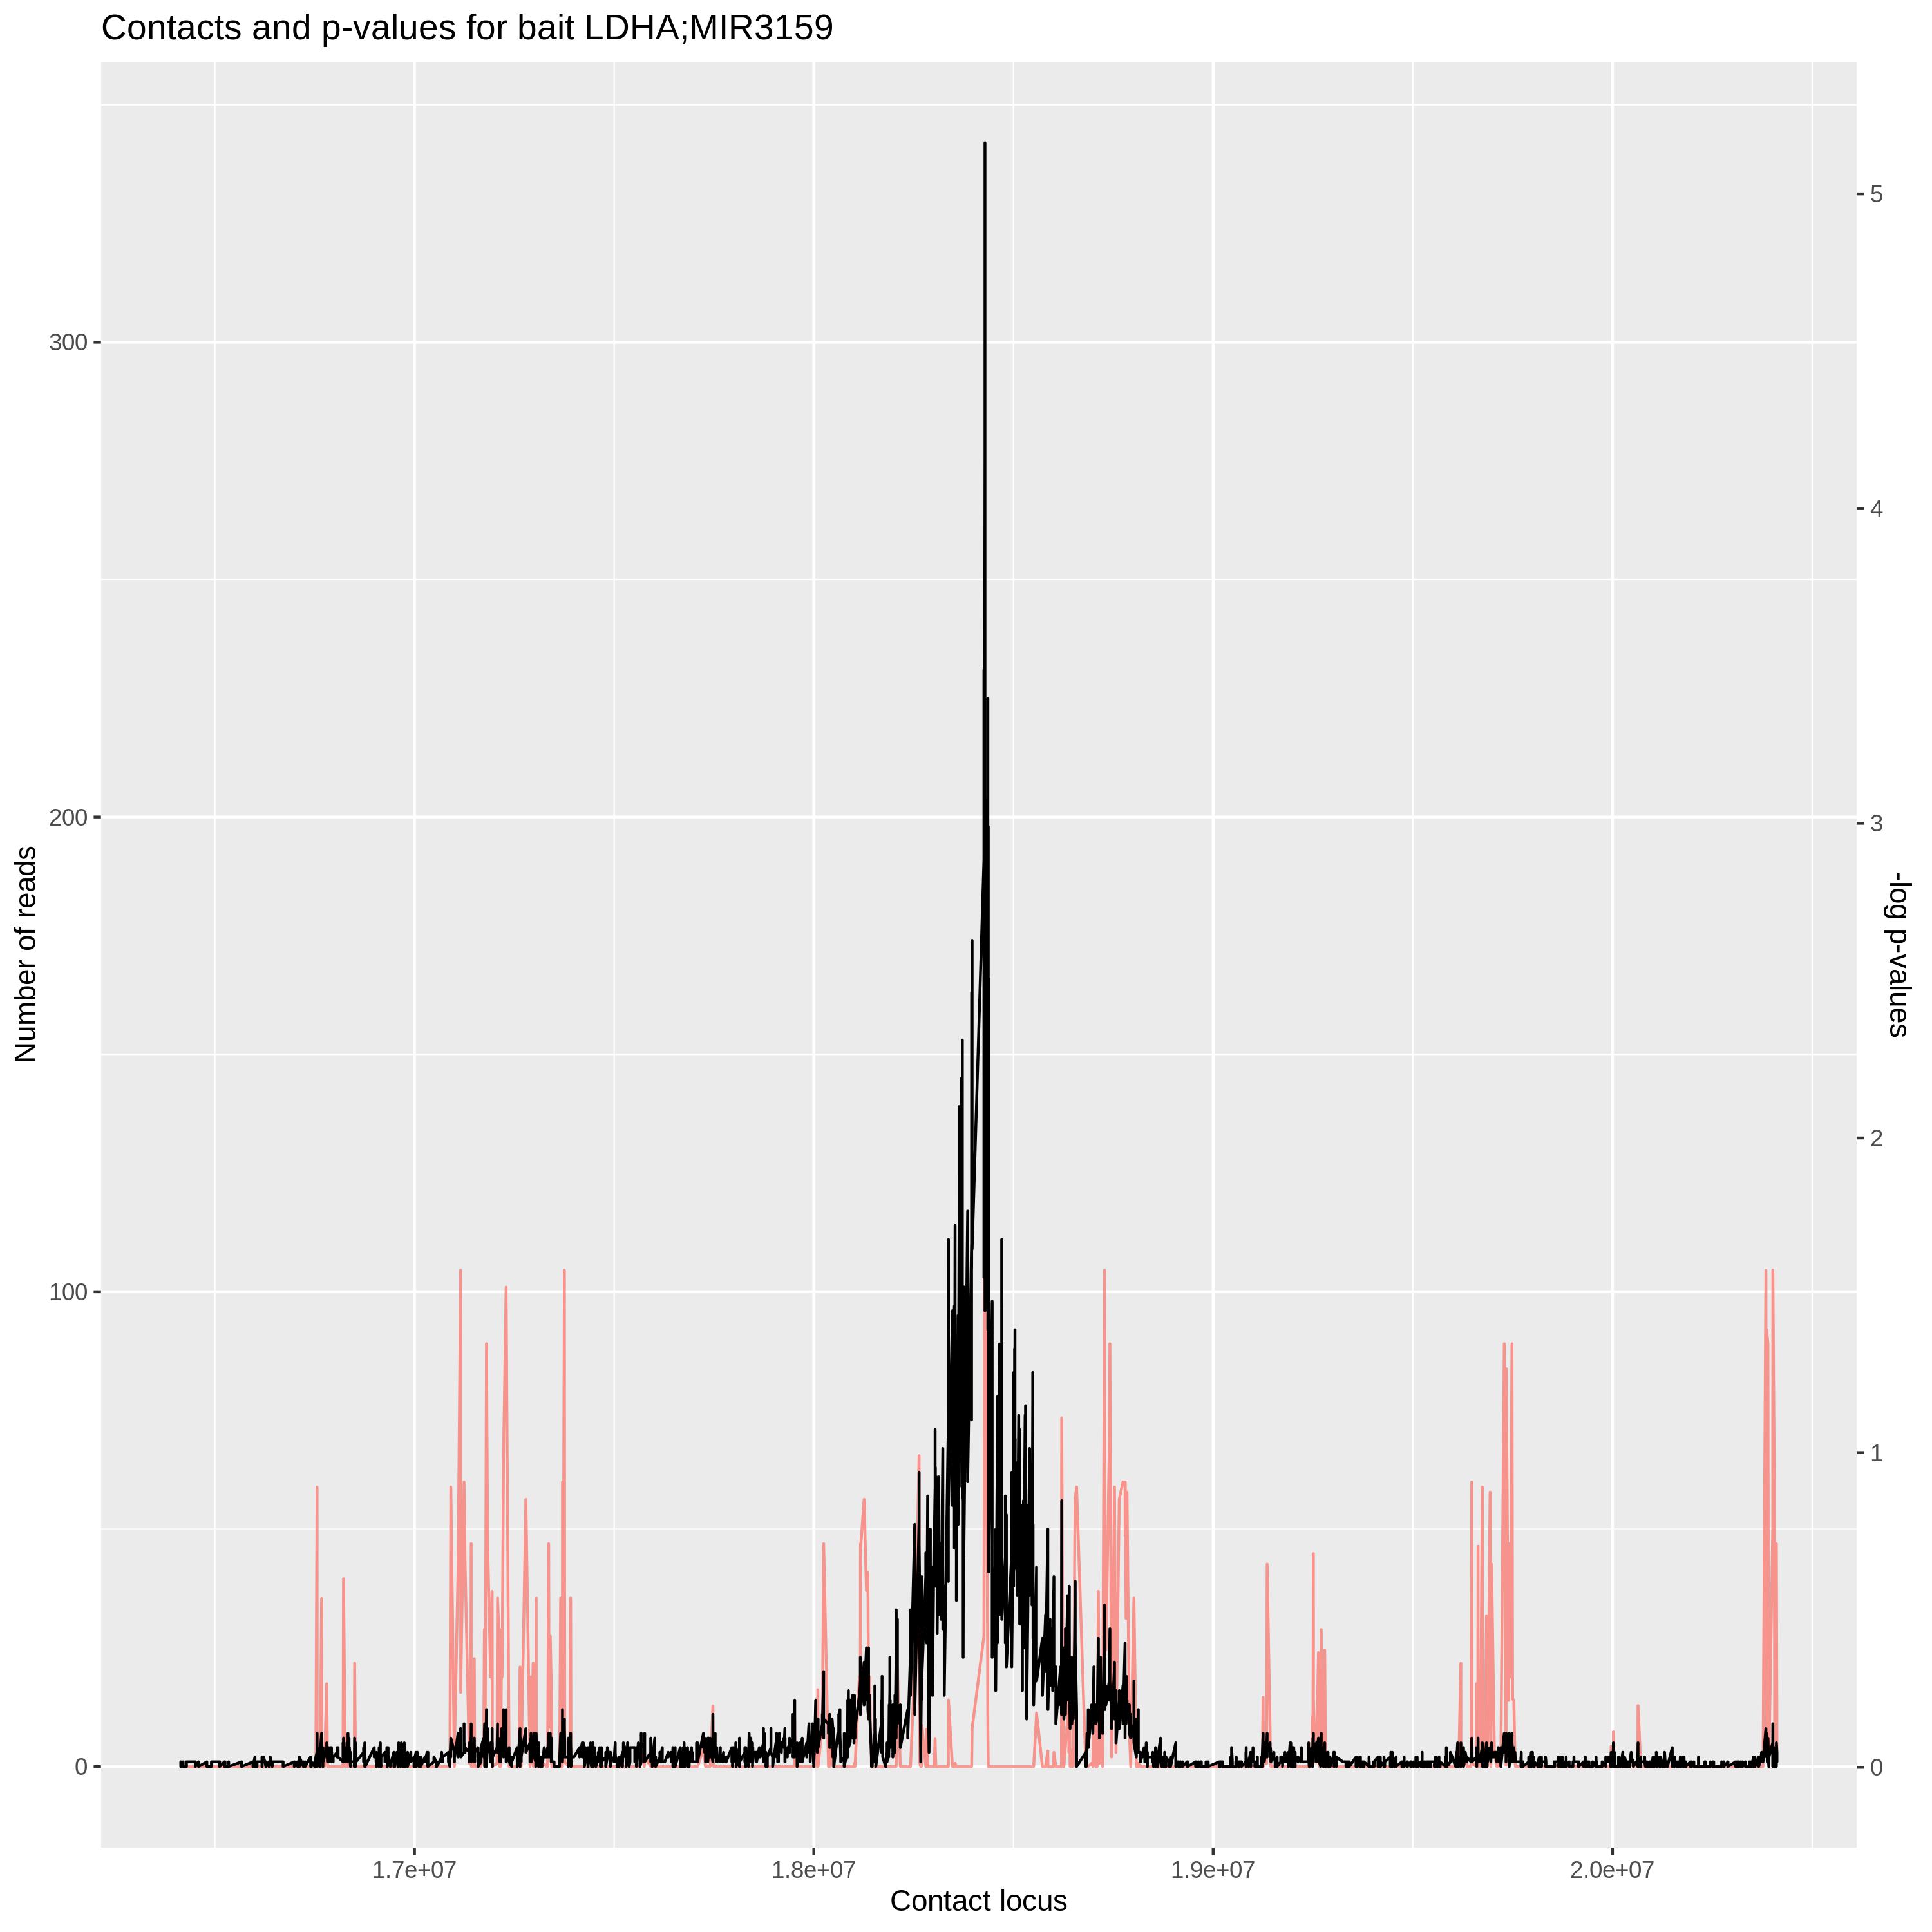 Contacts and p-values for bait LDHA;MIR3159
300
200
100
0
Number of reads
5
4
3
2
1
0
-log p-values
1.7e+07
1.8e+07
1.9e+07
2.0e+07
Contact locus